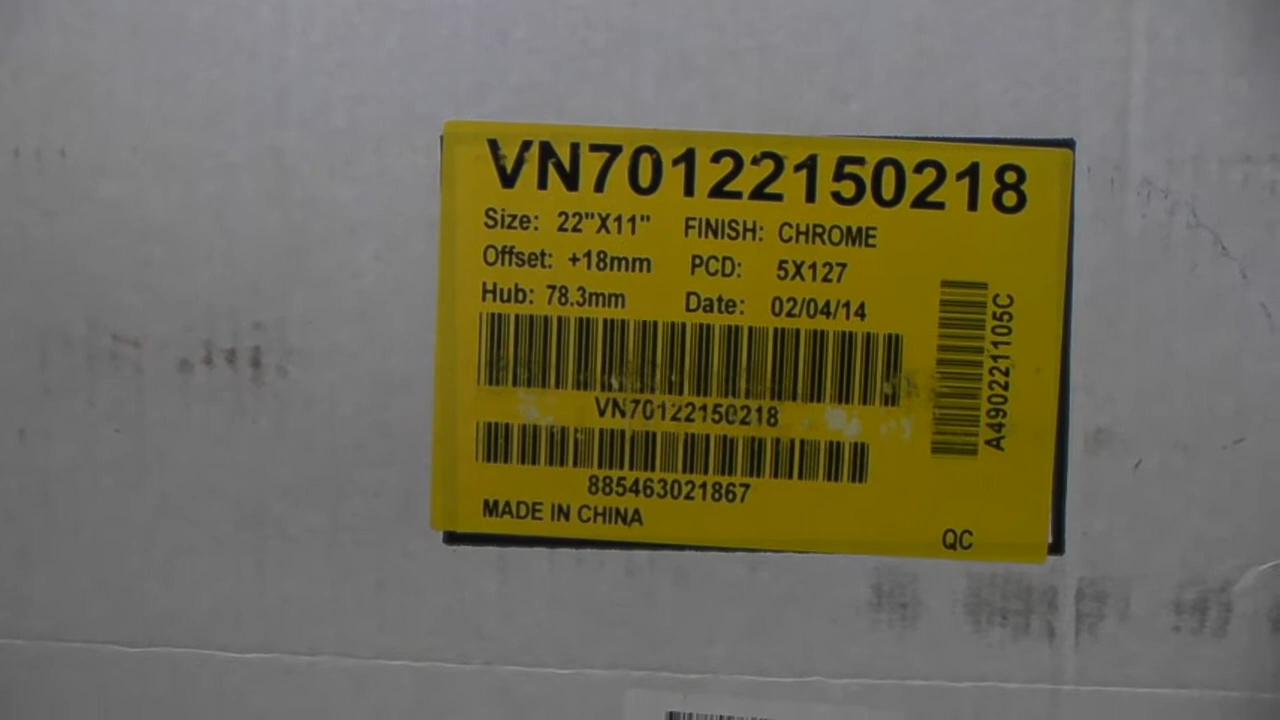 VN70122150218
Size: 22"X11" FINISH: CHROME
Offset: +18mm PCD: 5X127
Hub: 78.3mm Date: 02/04/14
VN70122150218
885463021867
MADE IN CHINA
QC
A490221105C